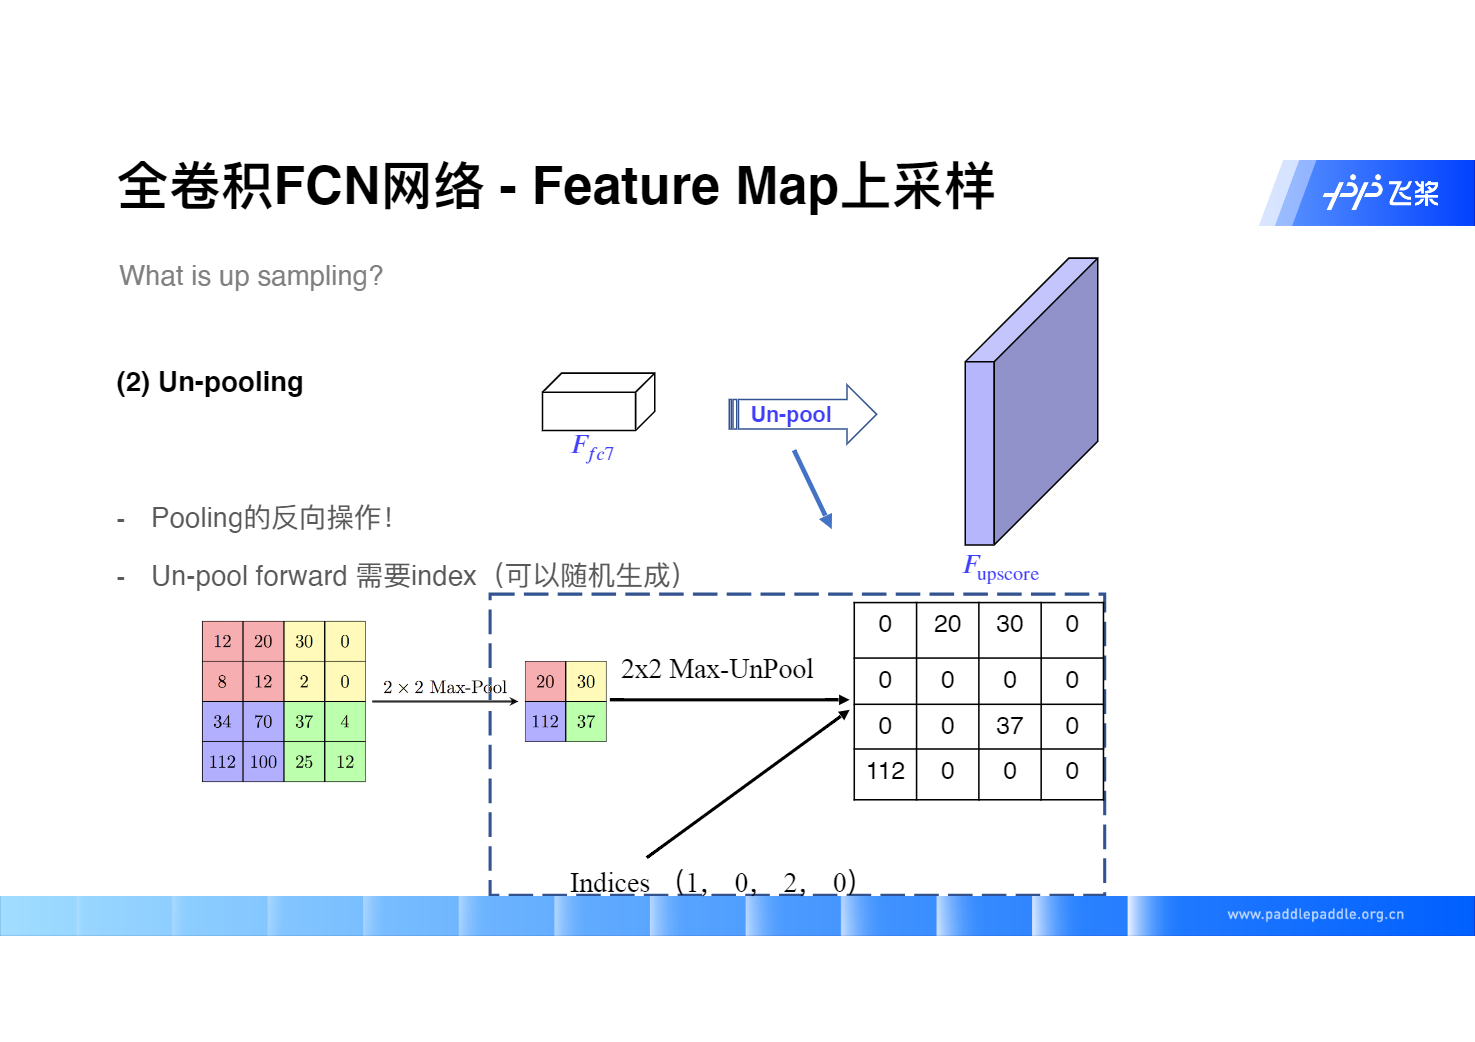 全卷积FCN网络 - Feature Map上采样
飞桨
What is up sampling?
(2) Un-pooling
Un-pool
F fc7
- Pooling的反向操作！
- Un-pool forward 需要index（可以随机生成）
F upscore
12 20 30 0
8 12 2 0
34 70 37 4
112 100 25 12
2 × 2 Max-Pool
20 30
112 37
2x2 Max-UnPool
0 20 30 0
0 0 0 0
0 0 37 0
112 0 0 0
Indices （1， 0， 2， 0）
www.paddlepaddle.org.cn